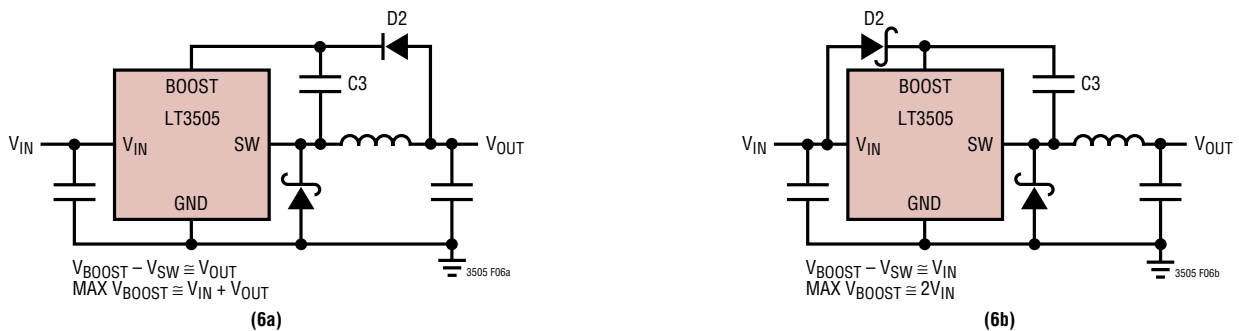 D2
C3
BOOST
LT3505
V_IN
V_IN
SW
V_OUT
GND
V_BOOST – V_SW ≅ V_OUT
MAX V_BOOST ≅ V_IN + V_OUT
3505 F06a
(6a)
D2
C3
BOOST
LT3505
V_IN
V_IN
SW
V_OUT
GND
V_BOOST – V_SW ≅ V_IN
MAX V_BOOST ≅ 2V_IN
3505 F06b
(6b)